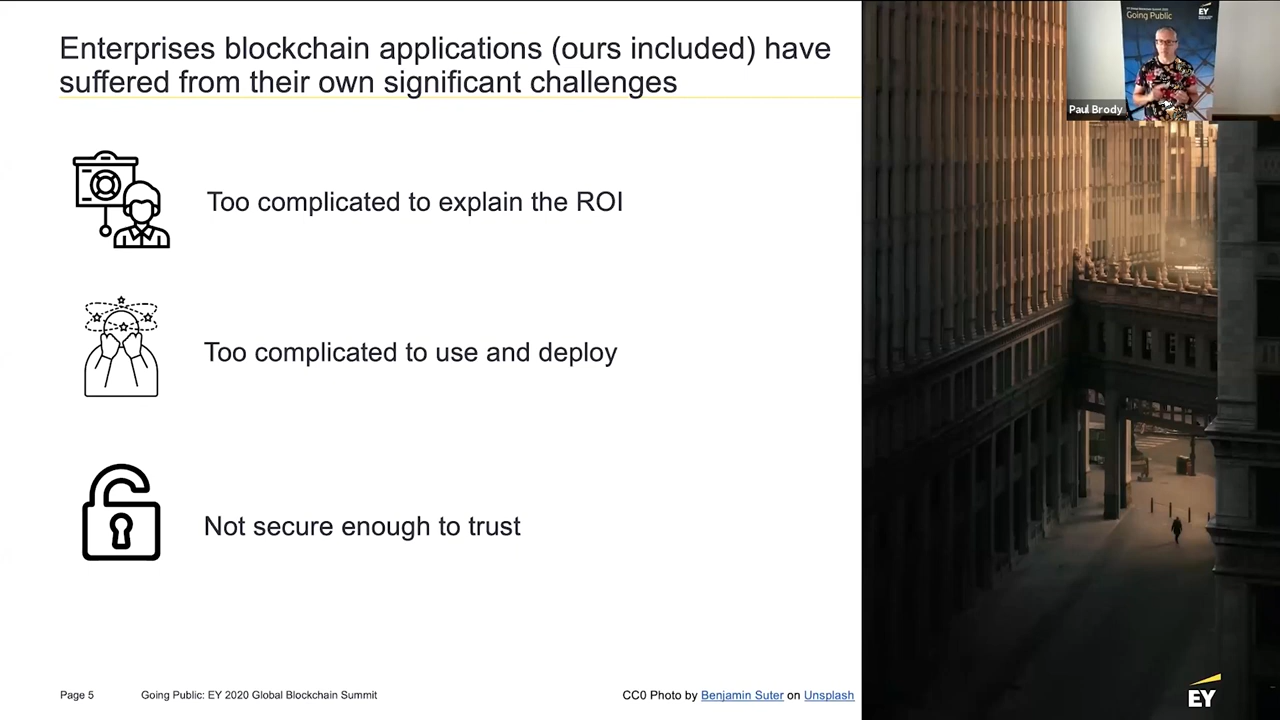 Enterprises blockchain applications (ours included) have
suffered from their own significant challenges
Too complicated to explain the ROI
Too complicated to use and deploy
Not secure enough to trust
Page 5
Going Public: EY 2020 Global Blockchain Summit
CC0 Photo by Benjamin Suter on Unsplash
Going Public
EY
Paul Brody
EY